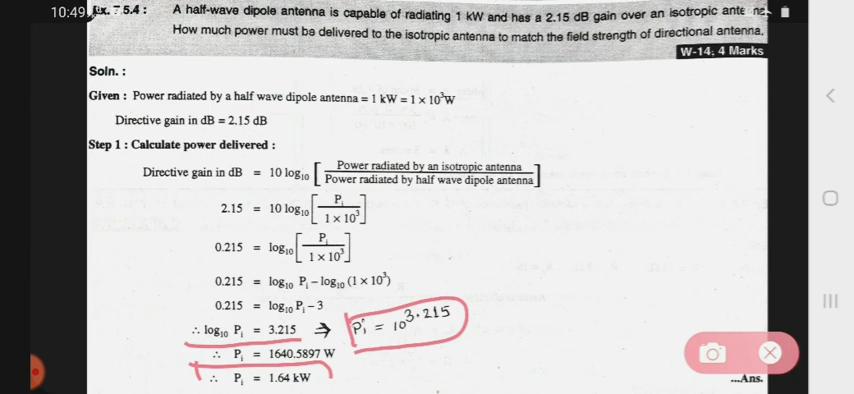 10:49
Ex. 7.5.4 : A half-wave dipole antenna is capable of radiating 1 kW and has a 2.15 dB gain over an isotropic ante na.
How much power must be delivered to the isotropic antenna to match the field strength of directional antenna.
W-14, 4 Marks
Soln. :
Given : Power radiated by a half wave dipole antenna = 1 kW = 1 × 10³W
Directive gain in dB = 2.15 dB
Step 1 : Calculate power delivered :
Directive gain in dB = 10 log₁₀ [ Power radiated by an isotropic antenna / Power radiated by half wave dipole antenna ]
2.15 = 10 log₁₀ [ Pᵢ / 1 × 10³ ]
0.215 = log₁₀ [ Pᵢ / 1 × 10³ ]
0.215 = log₁₀ Pᵢ – log₁₀ (1 × 10³)
0.215 = log₁₀ Pᵢ – 3
∴ log₁₀ Pᵢ = 3.215 ⇒ Pᵢ = 10^3.215
∴ Pᵢ = 1640.5897 W
∴ Pᵢ = 1.64 kW
...Ans.